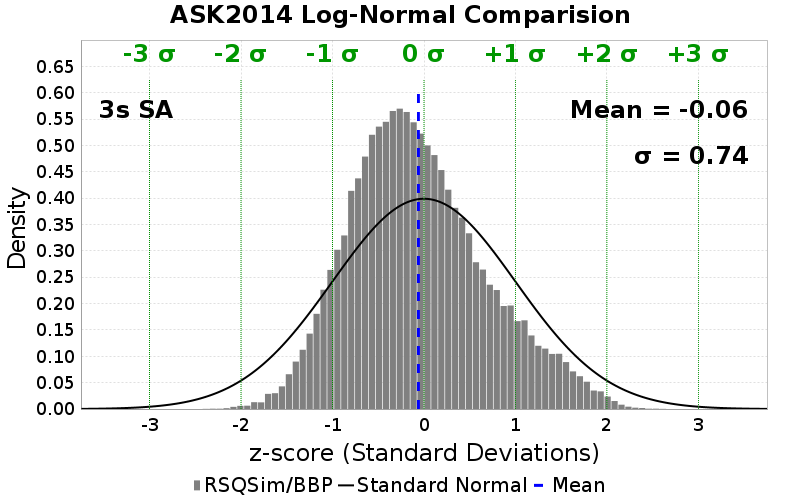 ASK2014 Log-Normal Comparision
-3 σ -2 σ -1 σ 0 σ +1 σ +2 σ +3 σ
3s SA
Mean = -0.06
σ = 0.74
0.65
0.60
0.55
0.50
0.45
0.40
0.35
0.30
0.25
0.20
0.15
0.10
0.05
0.00
Density
-3 -2 -1 0 1 2 3
z-score (Standard Deviations)
RSQSim/BBP Standard Normal Mean